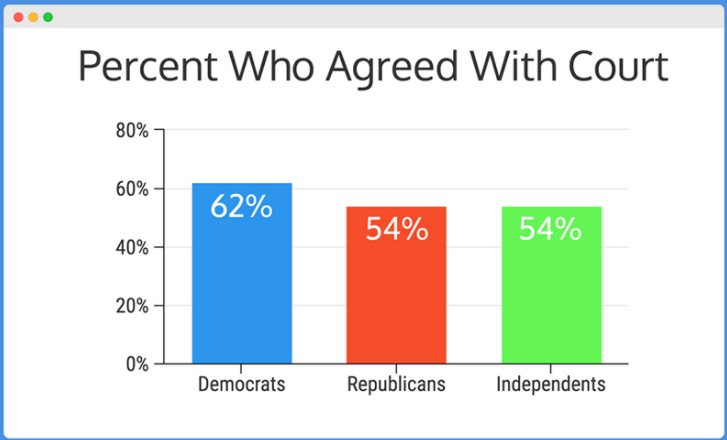 Percent Who Agreed With Court
80%
60%
40%
20%
0%
62%
54%
54%
Democrats
Republicans
Independents